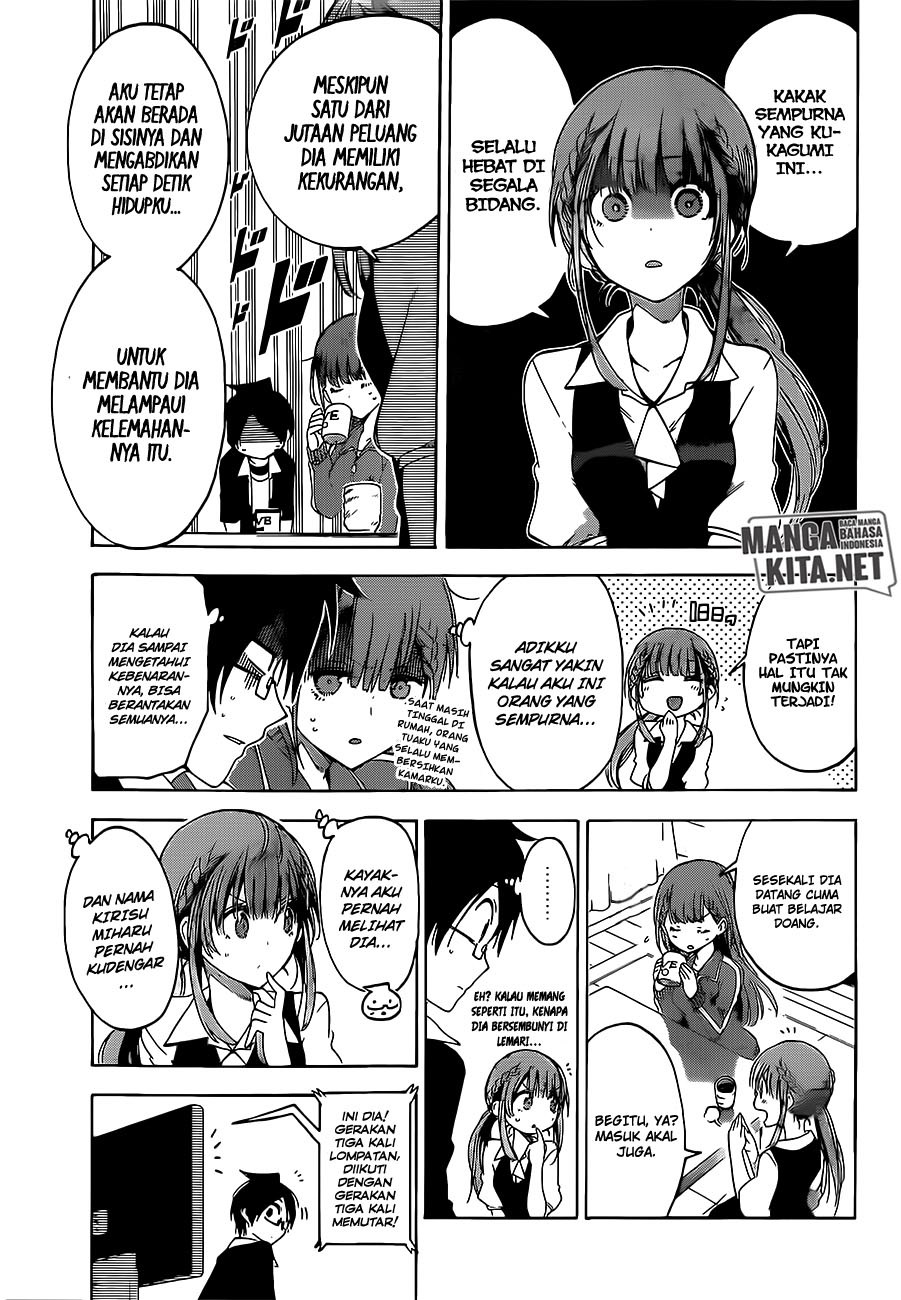 KAKAK
SEMPURNA
YANG KU-
KAGUMI
INI...
SELALU
HEBAT DI
SEGALA
BIDANG.
MESKIPUN
SATU DARI
JUTAAN PELUANG
DIA MEMILIKI
KEKURANGAN,
AKU TETAP
AKAN BERADA
DI SISINYA DAN
MENGABDIKAN
SETIAP DETIK
HIDUPKU...
UNTUK
MEMBANTU DIA
MELAMPAUI
KELEMAHAN-
NYA ITU.
ド
ド
ド
ド
ド
ド
MANGA
KITA.NET
BACA MANGA
BAHASA
INDONESIA
TAPI
PASTINYA
HAL ITU TAK
MUNGKIN
TERJADI!
ADIKKU
SANGAT YAKIN
KALAU AKU INI
ORANG YANG
SEMPURNA...
...SAAT MASIH
TINGGAL DI
RUMAH, ORANG
TUAKU YANG
SELALU MEM-
BERSIHKAN
KAMARKU.
KALAU
DIA SAMPAI
MENGETAHUI
KEBENARAN-
NYA, BISA
BERANTAKAN
SEMUANYA...
SESEKALI DIA
DATANG CUMA
BUAT BELAJAR
DOANG.
BEGITU, YA?
MASUK AKAL
JUGA.
.........
EH? KALAU MEMANG
SEPERTI ITU, KENAPA
DIA BERSEMBUNYI DI
LEMARI...
KAYAK-
NYA AKU
PERNAH
MELIHAT
DIA...
DAN NAMA
KIRISU
MIHARU
PERNAH
KUDENGAR
...
INI DIA!
GERAKAN
TIGA KALI
LOMPATAN,
DIIKUTI
DENGAN
GERAKAN
TIGA KALI
MEMUTAR!